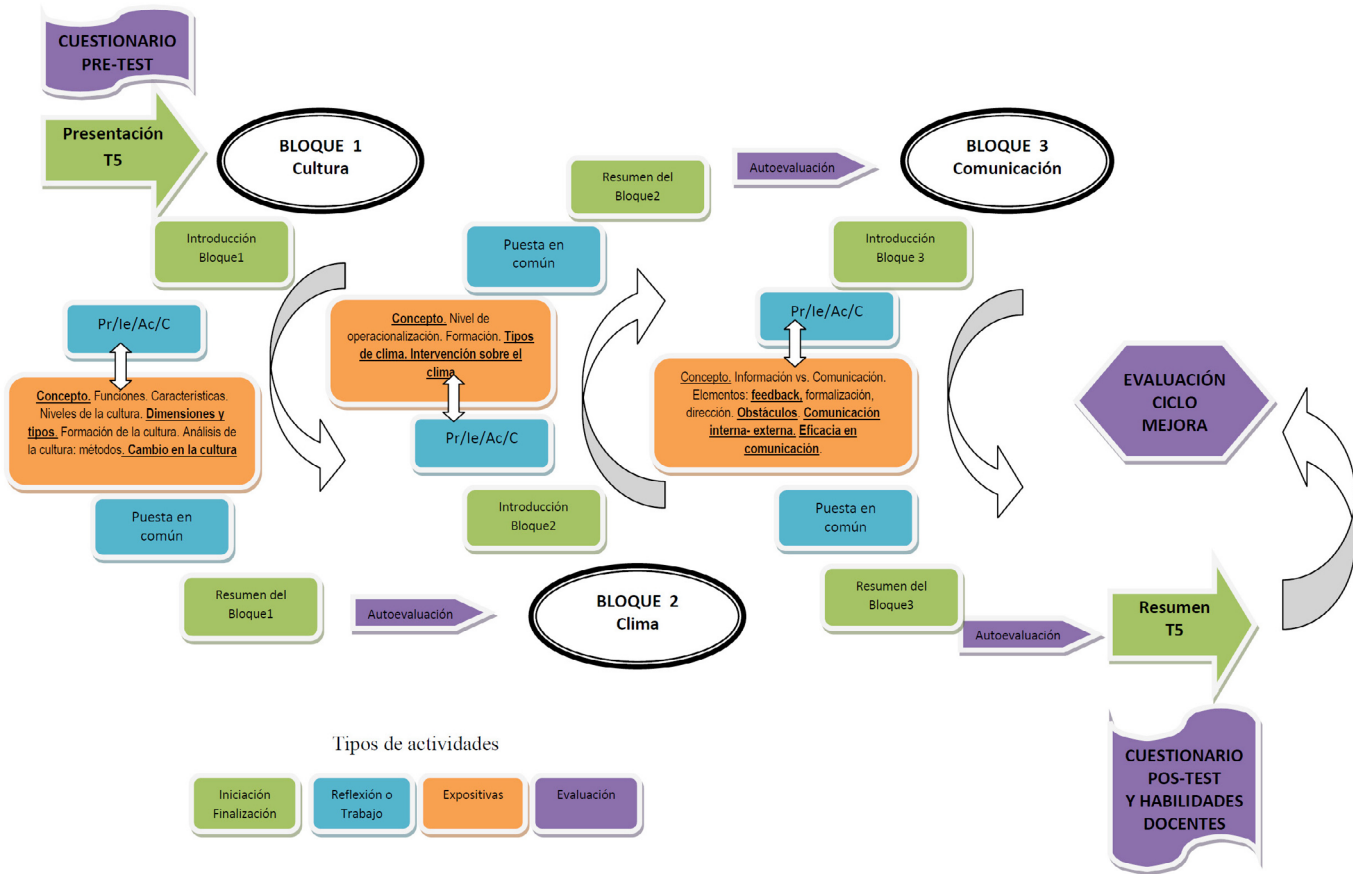 CUESTIONARIO
PRE-TEST
Presentación
T5
BLOQUE 1
Cultura
Introducción
Bloque1
Pr/Ie/Ac/C
Concepto. Funciones. Características.
Niveles de la cultura. Dimensiones y
tipos. Formación de la cultura. Análisis de
la cultura: métodos. Cambio en la cultura
Puesta en
común
Resumen del
Bloque1
Autoevaluación
BLOQUE 2
Clima
Introducción
Bloque2
Pr/Ie/Ac/C
Concepto. Nivel de
operacionalización. Formación. Tipos
de clima. Intervención sobre el
clima
Puesta en
común
Resumen del
Bloque2
Autoevaluación
BLOQUE 3
Comunicación
Introducción
Bloque 3
Pr/Ie/Ac/C
Concepto. Información vs. Comunicación.
Elementos: feedback, formalización,
dirección. Obstáculos. Comunicación
interna- externa. Eficacia en
comunicación.
Puesta en
común
Resumen del
Bloque3
Autoevaluación
Resumen
T5
CUESTIONARIO
POS-TEST
Y HABILIDADES
DOCENTES
EVALUACIÓN
CICLO
MEJORA
Tipos de actividades
Iniciación
Finalización
Reflexión o
Trabajo
Expositivas
Evaluación